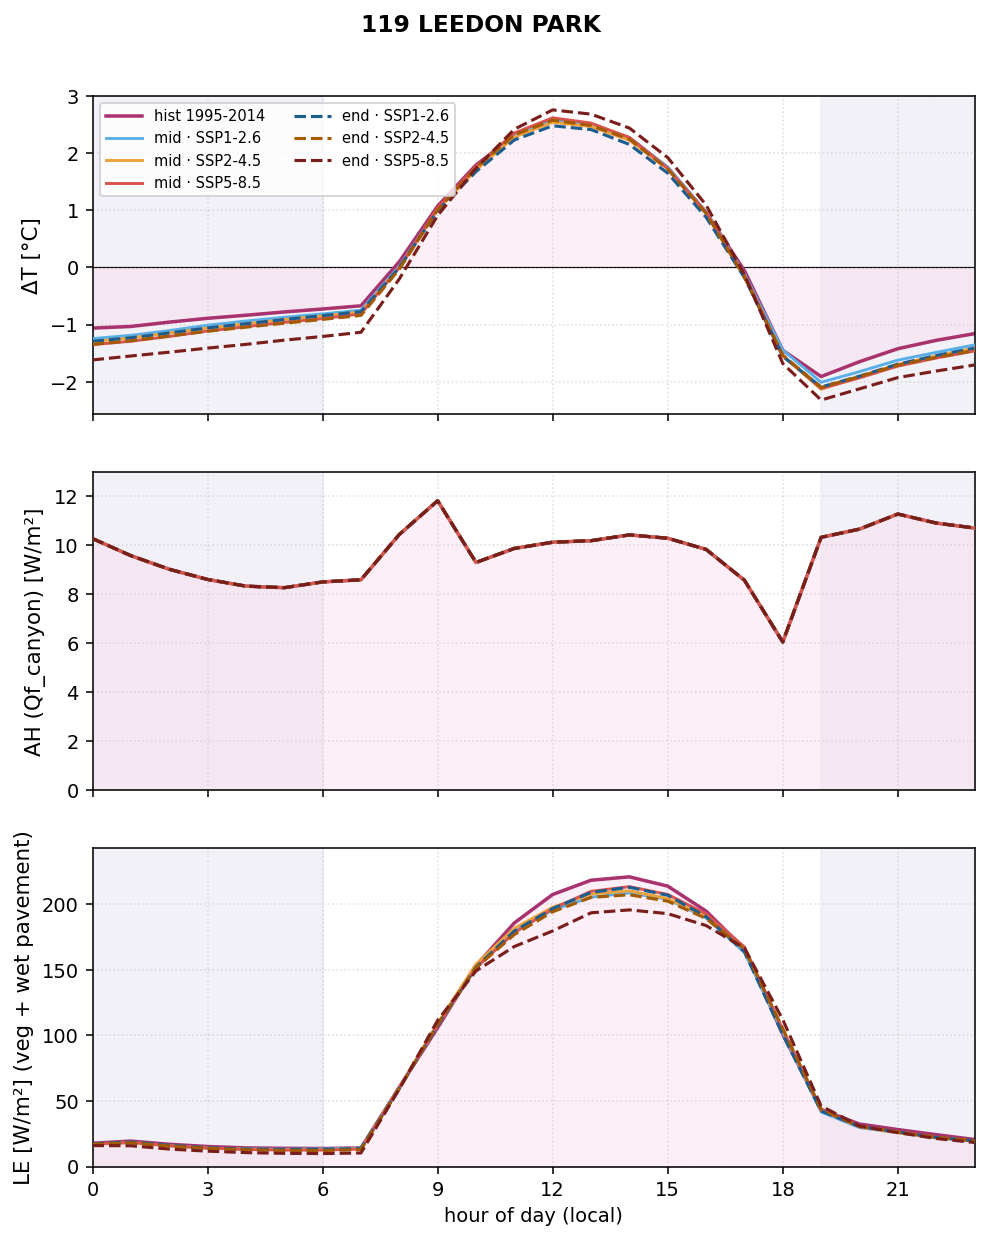 119 LEEDON PARK
ΔT [°C]
3
2
1
0
−1
−2
hist 1995-2014
mid · SSP1-2.6
mid · SSP2-4.5
mid · SSP5-8.5
end · SSP1-2.6
end · SSP2-4.5
end · SSP5-8.5
AH (Qf_canyon) [W/m²]
12
10
8
6
4
2
0
LE [W/m²] (veg + wet pavement)
200
150
100
50
0
0 3 6 9 12 15 18 21
hour of day (local)